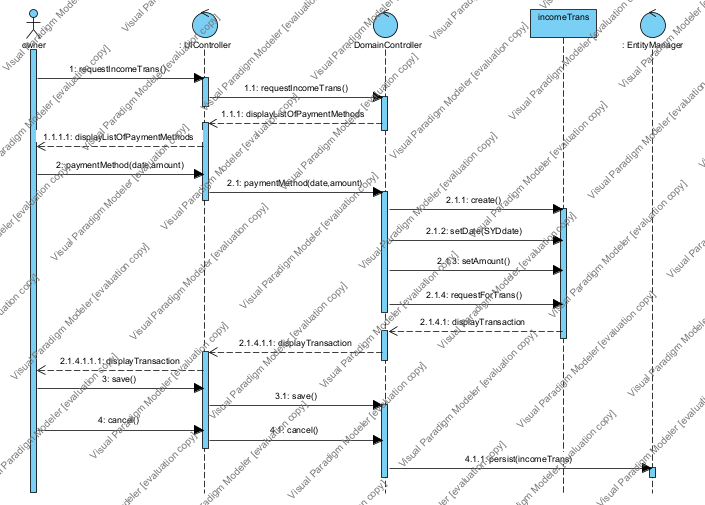 incomeTrans
owner
: UIController
: DomainController
: EntityManager
1: requestIncomeTrans()
1.1: requestIncomeTrans()
1.1.1: displayListOfPaymentMethods
1.1.1.1: displayListOfPaymentMethods
2: paymentMethod(date,amount)
2.1: paymentMethod(date,amount)
2.1.1: create()
2.1.2: setDate(SYDdate)
2.1.3: setAmount()
2.1.4: requestForTrans()
2.1.4.1: displayTransaction
2.1.4.1.1: displayTransaction
2.1.4.1.1.1: displayTransaction
3: save()
3.1: save()
4: cancel()
4.1: cancel()
4.1.1: persist(incomeTrans)
Visual Paradigm Modeler [evaluation copy]